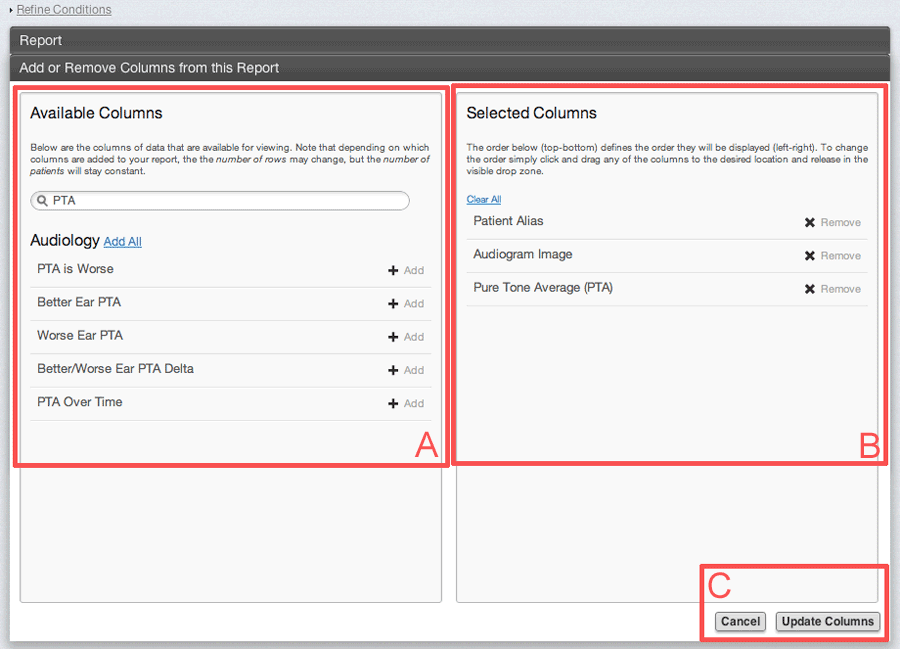 Refine Conditions
Report
Add or Remove Columns from this Report
Available Columns
Below are the columns of data that are available for viewing. Note that depending on which
columns are added to your report, the the number of rows may change, but the number of
patients will stay constant.
PTA
Audiology Add All
PTA is Worse Add
Better Ear PTA Add
Worse Ear PTA Add
Better/Worse Ear PTA Delta Add
PTA Over Time Add
A
Selected Columns
The order below (top-bottom) defines the order they will be displayed (left-right). To change
the order simply click and drag any of the columns to the desired location and release in the
visible drop zone.
Clear All
Patient Alias Remove
Audiogram Image Remove
Pure Tone Average (PTA) Remove
B
C
Cancel Update Columns